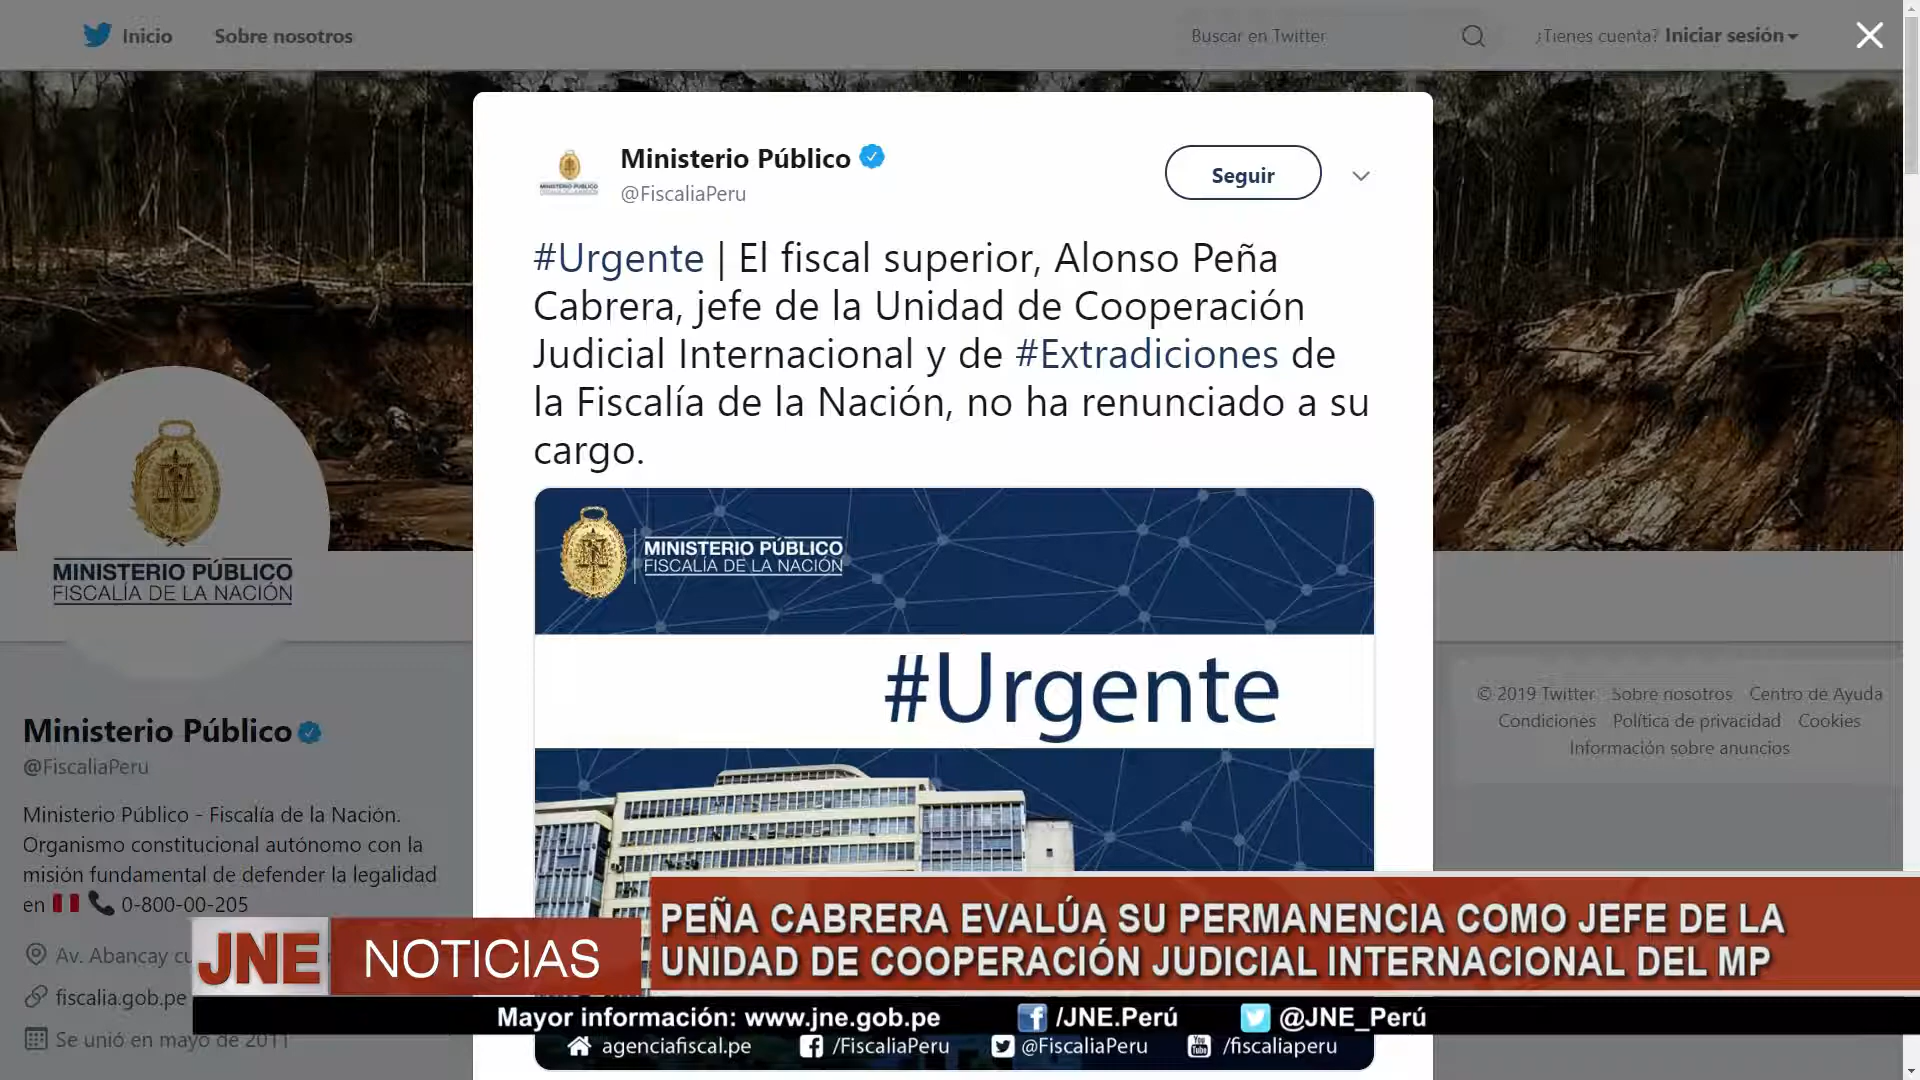 Inicio
Sobre nosotros
Buscar en Twitter
¿Tienes cuenta? Iniciar sesión
Ministerio Público
@FiscaliaPeru
Seguir
#Urgente | El fiscal superior, Alonso Peña
Cabrera, jefe de la Unidad de Cooperación
Judicial Internacional y de #Extradiciones de
la Fiscalía de la Nación, no ha renunciado a su
cargo.
MINISTERIO PÚBLICO
FISCALÍA DE LA NACIÓN
#Urgente
MINISTERIO PÚBLICO
FISCALÍA DE LA NACIÓN
Ministerio Público
@FiscaliaPeru
Ministerio Público - Fiscalía de la Nación.
Organismo constitucional autónomo con la
misión fundamental de defender la legalidad
en 0-800-00-205
Av. Abancay
fiscalia.gob.pe
Se unió en mayo de 2011
© 2019 Twitter Sobre nosotros Centro de Ayuda
Condiciones Política de privacidad Cookies
Información sobre anuncios
JNE NOTICIAS
PEÑA CABRERA EVALÚA SU PERMANENCIA COMO JEFE DE LA
UNIDAD DE COOPERACIÓN JUDICIAL INTERNACIONAL DEL MP
Mayor información: www.jne.gob.pe /JNE.Perú @JNE_Perú
agenciafiscal.pe /FiscaliaPeru @FiscaliaPeru /fiscaliaperu